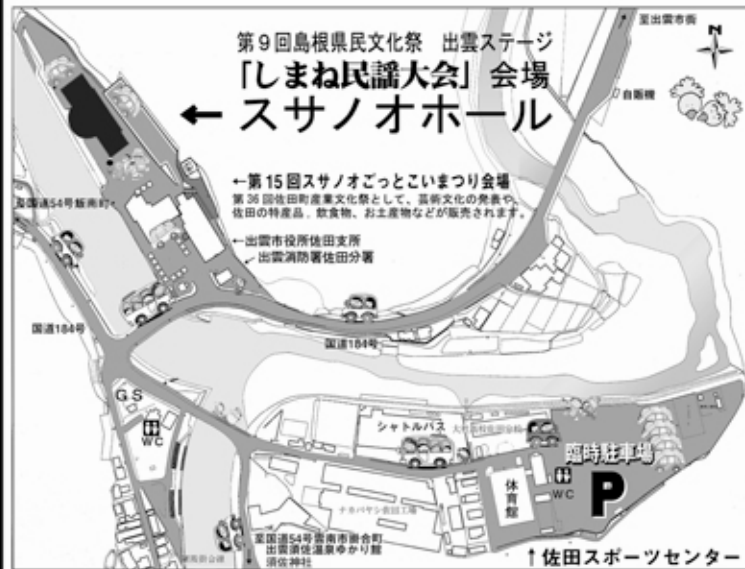 第9回島根県民文化祭 出雲ステージ
「しまね民謡大会」会場
←スサノオホール
至出雲市街
N
自販機
←第15回スサノオごっとこいまつり会場
第36回佐田町産業文化祭として、芸術文化の発表や、
佐田の特産品、飲食物、お土産物などが販売されます。
至国道54号飯南町
←出雲市役所佐田支所
出雲消防署佐田分署
国道184号
国道184号
GS
WC
シャトルバス
臨時駐車場
P
WC
体育館
ナカバヤシ佐田工場
至国道54号雲南市掛合町
出雲須佐温泉ゆかり館
須佐神社
↑佐田スポーツセンター